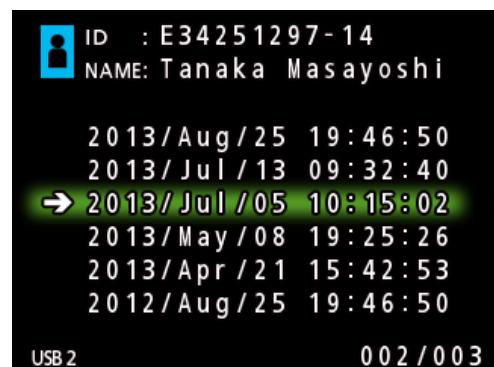 ID : E34251297-14
NAME: Tanaka Masayoshi
2013/Aug/25 19:46:50
2013/Jul/13 09:32:40
2013/Jul/05 10:15:02
2013/May/08 19:25:26
2013/Apr/21 15:42:53
2012/Aug/25 19:46:50
USB 2 002/003